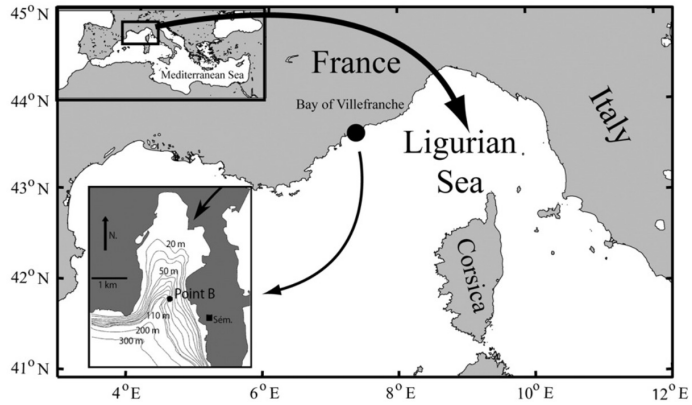 45° N
44° N
43° N
42° N
41° N
4° E
6° E
8° E
10° E
12° E
Mediterranean Sea
France
Bay of Villefranche
Italy
Ligurian
Sea
Corsica
N.
1 km
20 m
50 m
Point B
110 m
200 m
300 m
Sém.